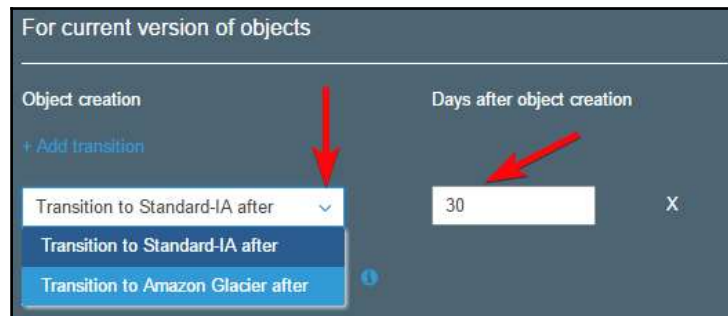 For current version of objects
Object creation Days after object creation
+ Add transition
Transition to Standard-IA after 30 X
Transition to Standard-IA after
Transition to Amazon Glacier after